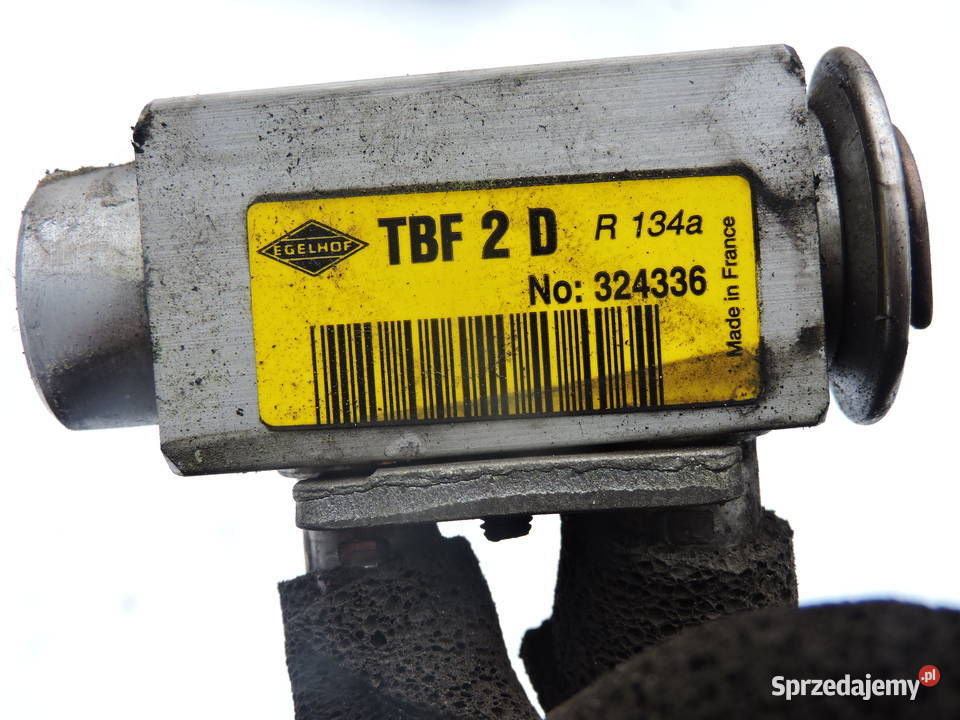 EGELHOF TBF 2 D R 134a
No: 324336
Made in France
Sprzedajemy.pl